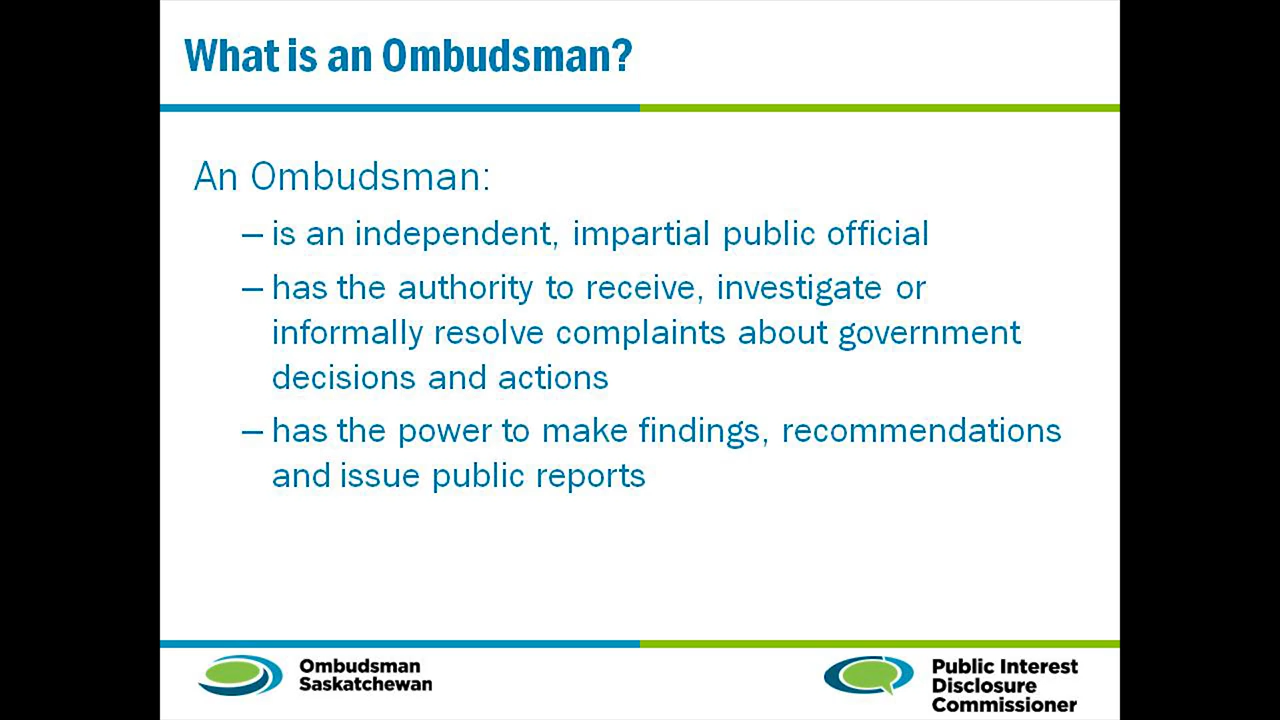 What is an Ombudsman?
An Ombudsman:
– is an independent, impartial public official
– has the authority to receive, investigate or
informally resolve complaints about government
decisions and actions
– has the power to make findings, recommendations
and issue public reports
Ombudsman
Saskatchewan
Public Interest
Disclosure
Commissioner